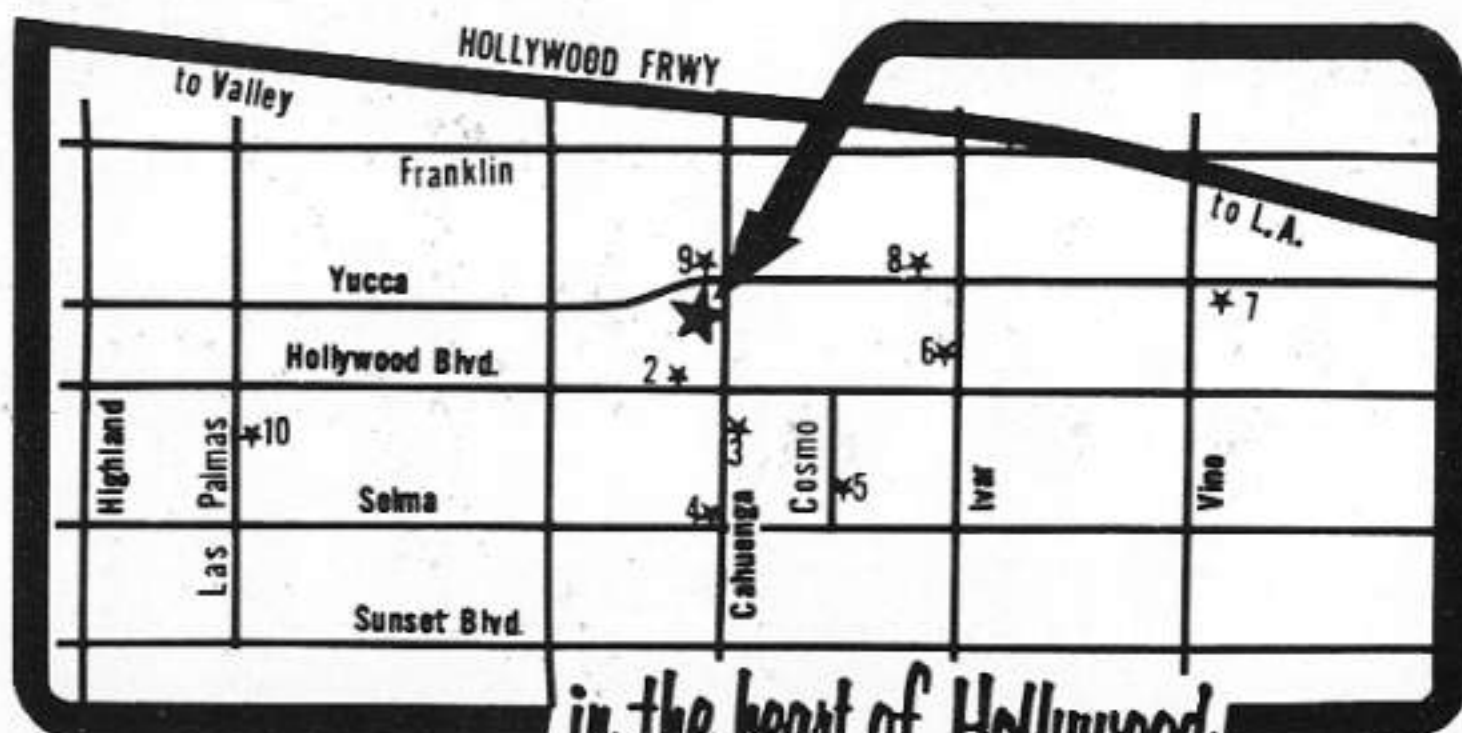 HOLLYWOOD FRWY
to Valley
Franklin
to L.A.
9
8
Yucca
7
Hollywood Blvd.
6
2
Highland
Las Palmas
10
3
Cosmo
5
Ivar
Vine
Selma
4
Cahuenga
Sunset Blvd.
in the heart of Hollywood